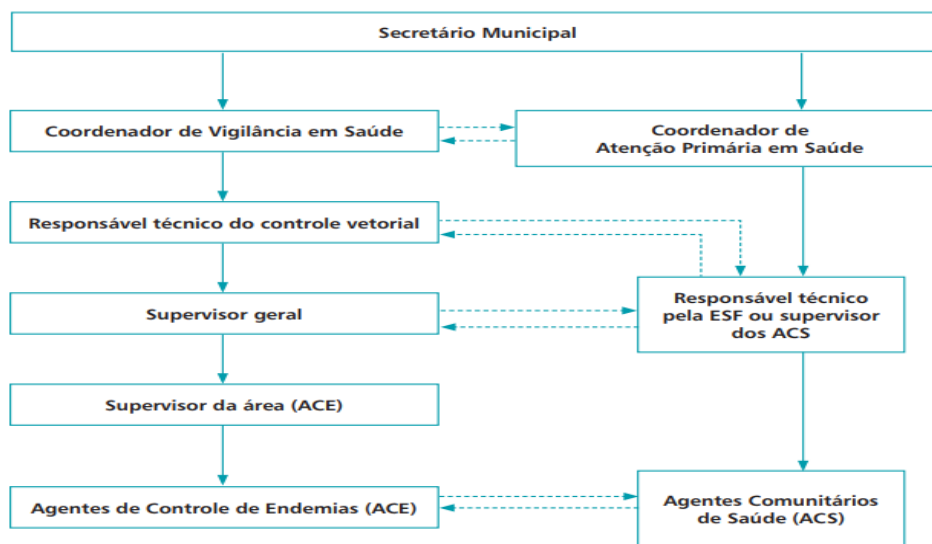 Secretário Municipal
Coordenador de Vigilância em Saúde
Coordenador de
Atenção Primária em Saúde
Responsável técnico do controle vetorial
Supervisor geral
Responsável técnico
pela ESF ou supervisor
dos ACS
Supervisor da área (ACE)
Agentes de Controle de Endemias (ACE)
Agentes Comunitários
de Saúde (ACS)